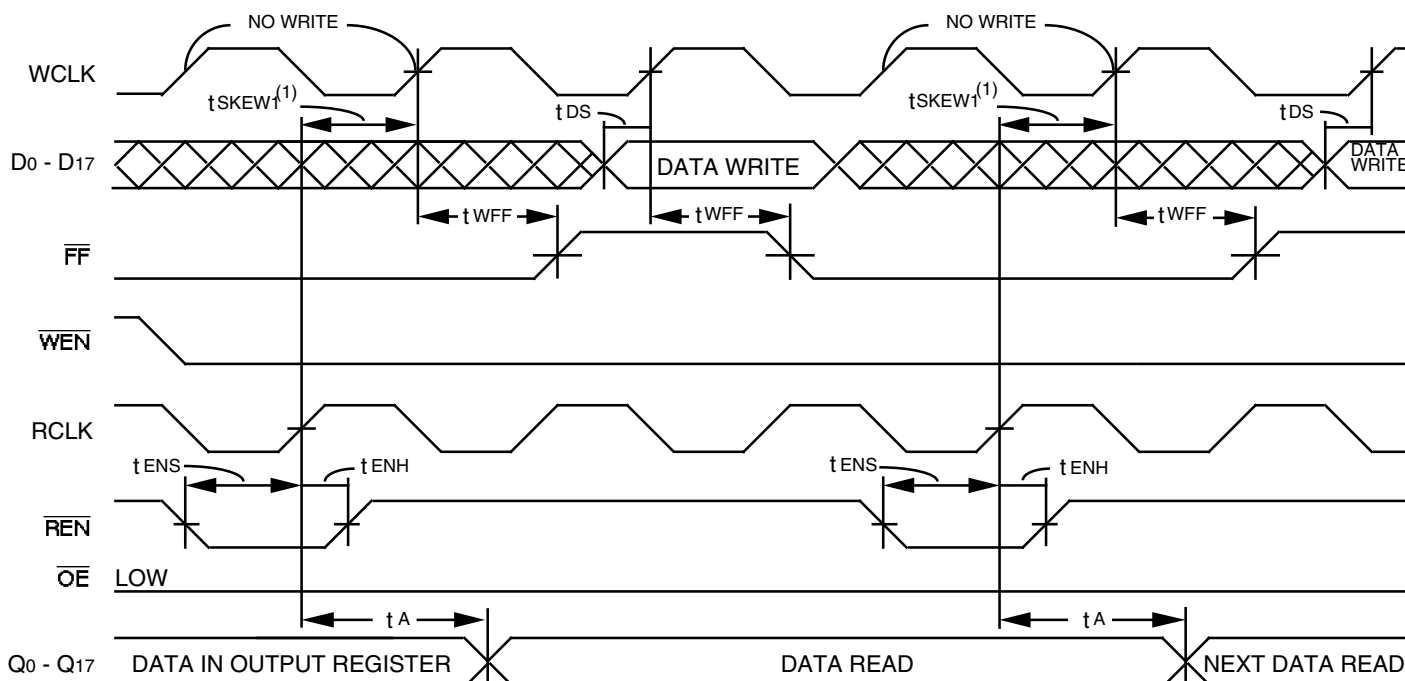 NO WRITE
NO WRITE
WCLK
tSKEW1(1)
tDS
tSKEW1(1)
tDS
D0 - D17
DATA WRITE
DATA WRITE
tWFF
tWFF
tWFF
FF
WEN
RCLK
tENS
tENH
tENS
tENH
REN
OE
LOW
tA
tA
Q0 - Q17
DATA IN OUTPUT REGISTER
DATA READ
NEXT DATA READ